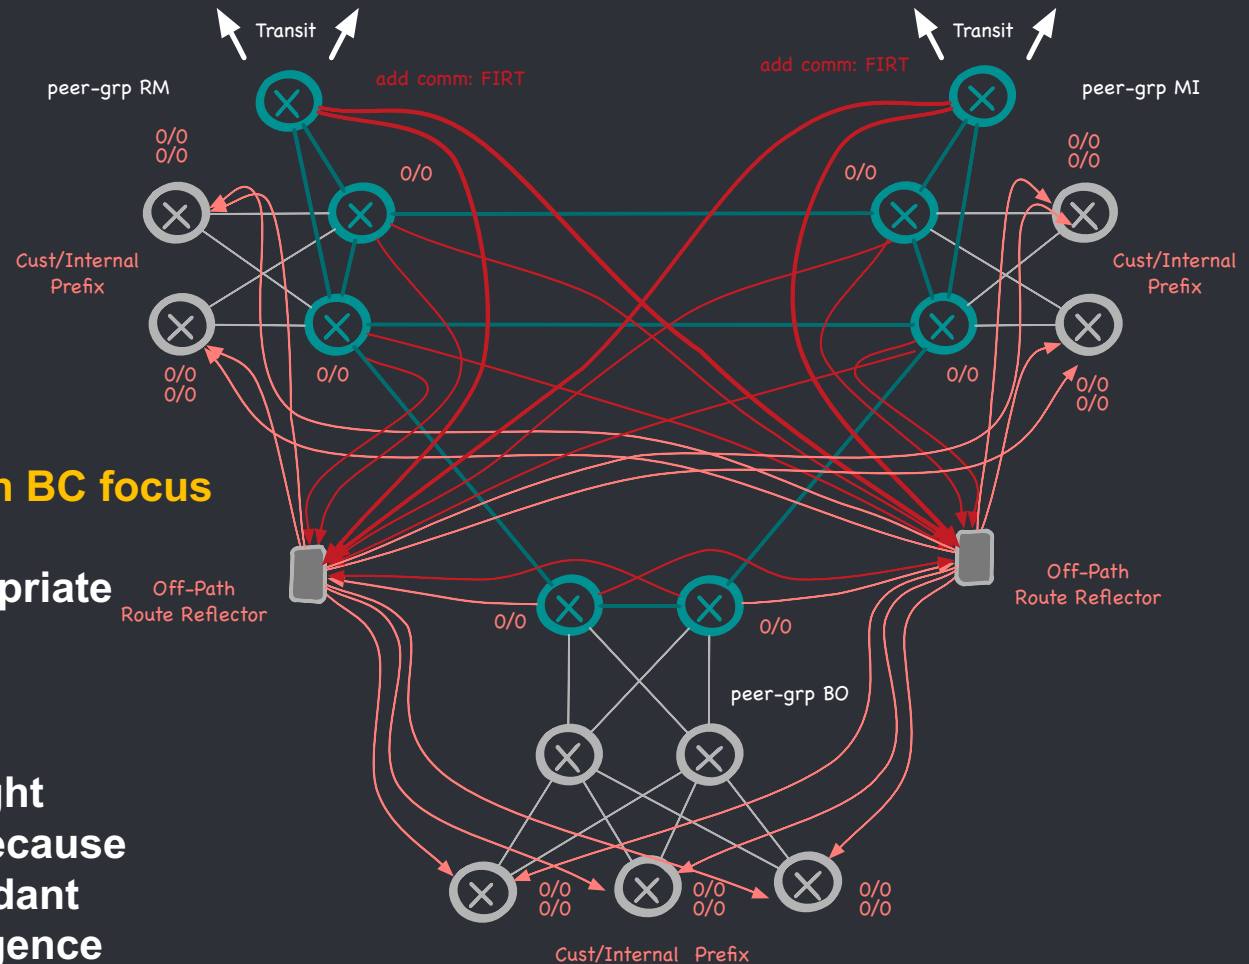 Transit
Transit
add comm: FIRT
add comm: FIRT
peer-grp RM
peer-grp MI
0/0
0/0
0/0
0/0
0/0
0/0
Cust/Internal
Prefix
Cust/Internal
Prefix
0/0
0/0
0/0
0/0
0/0
0/0
n BC focus
priate
Off-Path
Route Reflector
Off-Path
Route Reflector
0/0
0/0
peer-grp BO
ght
ecause
dant
gence
0/0
0/0
0/0
0/0
0/0
0/0
Cust/Internal Prefix